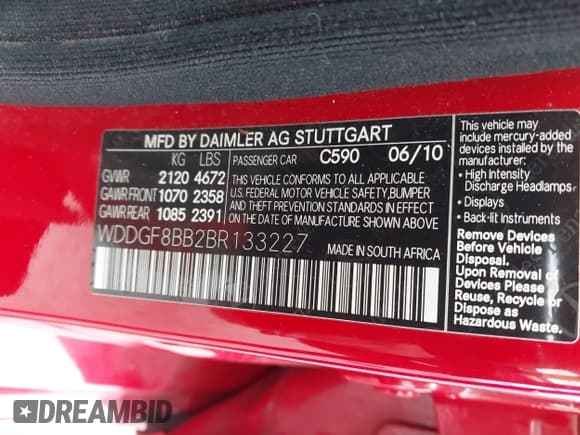 MFD BY DAIMLER AG STUTTGART
KG LBS PASSENGER CAR C590 06/10
GVWR 2120 4672
GAWR FRONT 1070 2358
GAWR REAR 1085 2391
THIS VEHICLE CONFORMS TO ALL APPLICABLE
U.S. FEDERAL MOTOR VEHICLE SAFETY, BUMPER
AND THEFT PREVENTION STANDARDS IN EFFECT
ON THE DATE OF MANUFACTURE SHOWN ABOVE
WDDGF8BB2BR133227 MADE IN SOUTH AFRICA
This vehicle may
include mercury-added
devices installed by the
manufacturer:
• High Intensity
Discharge Headlamps
• Displays
• Back-lit Instruments
Remove Devices
Before Vehicle
Disposal.
Upon Removal of
Devices Please
Reuse, Recycle or
Dispose as
Hazardous Waste.
DREAMBID